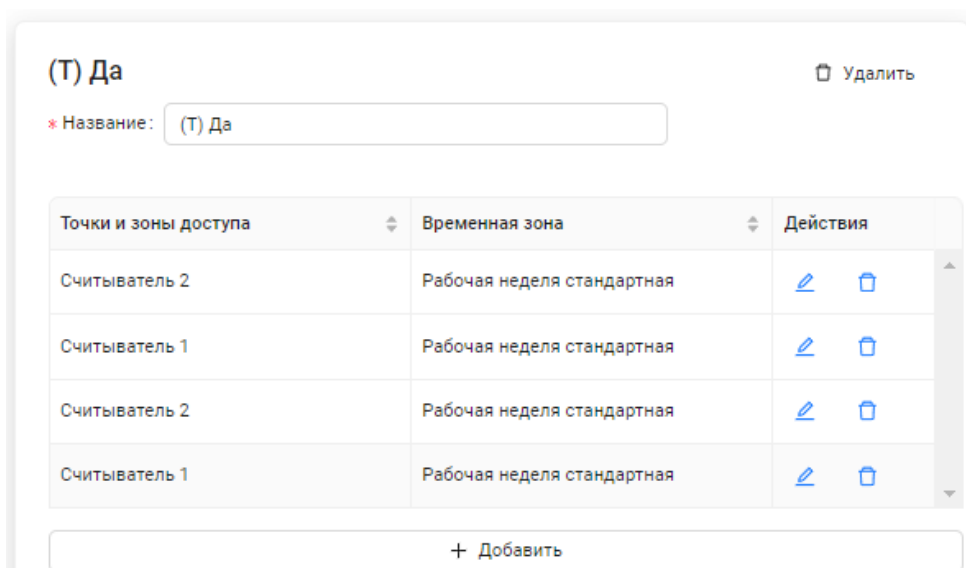 (Т) Да
Удалить
* Название: (Т) Да
Точки и зоны доступа Временная зона Действия
Считыватель 2 Рабочая неделя стандартная
Считыватель 1 Рабочая неделя стандартная
Считыватель 2 Рабочая неделя стандартная
Считыватель 1 Рабочая неделя стандартная
+ Добавить